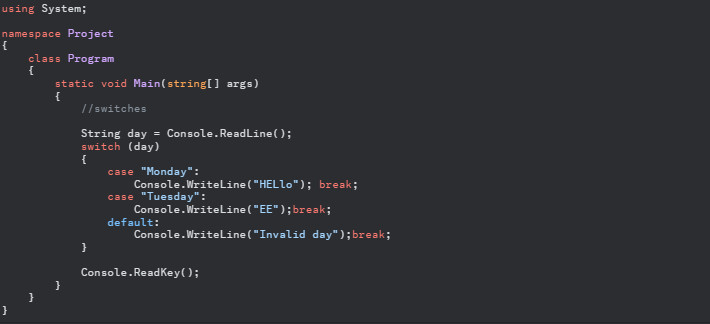 using System;

namespace Project
{
    class Program
    {
        static void Main(string[] args)
        {
            //switches

            String day = Console.ReadLine();
            switch (day)
            {
                case "Monday":
                    Console.WriteLine("HELlo"); break;
                case "Tuesday":
                    Console.WriteLine("EE");break;
                default:
                    Console.WriteLine("Invalid day");break;
            }

            Console.ReadKey();
        }
    }
}